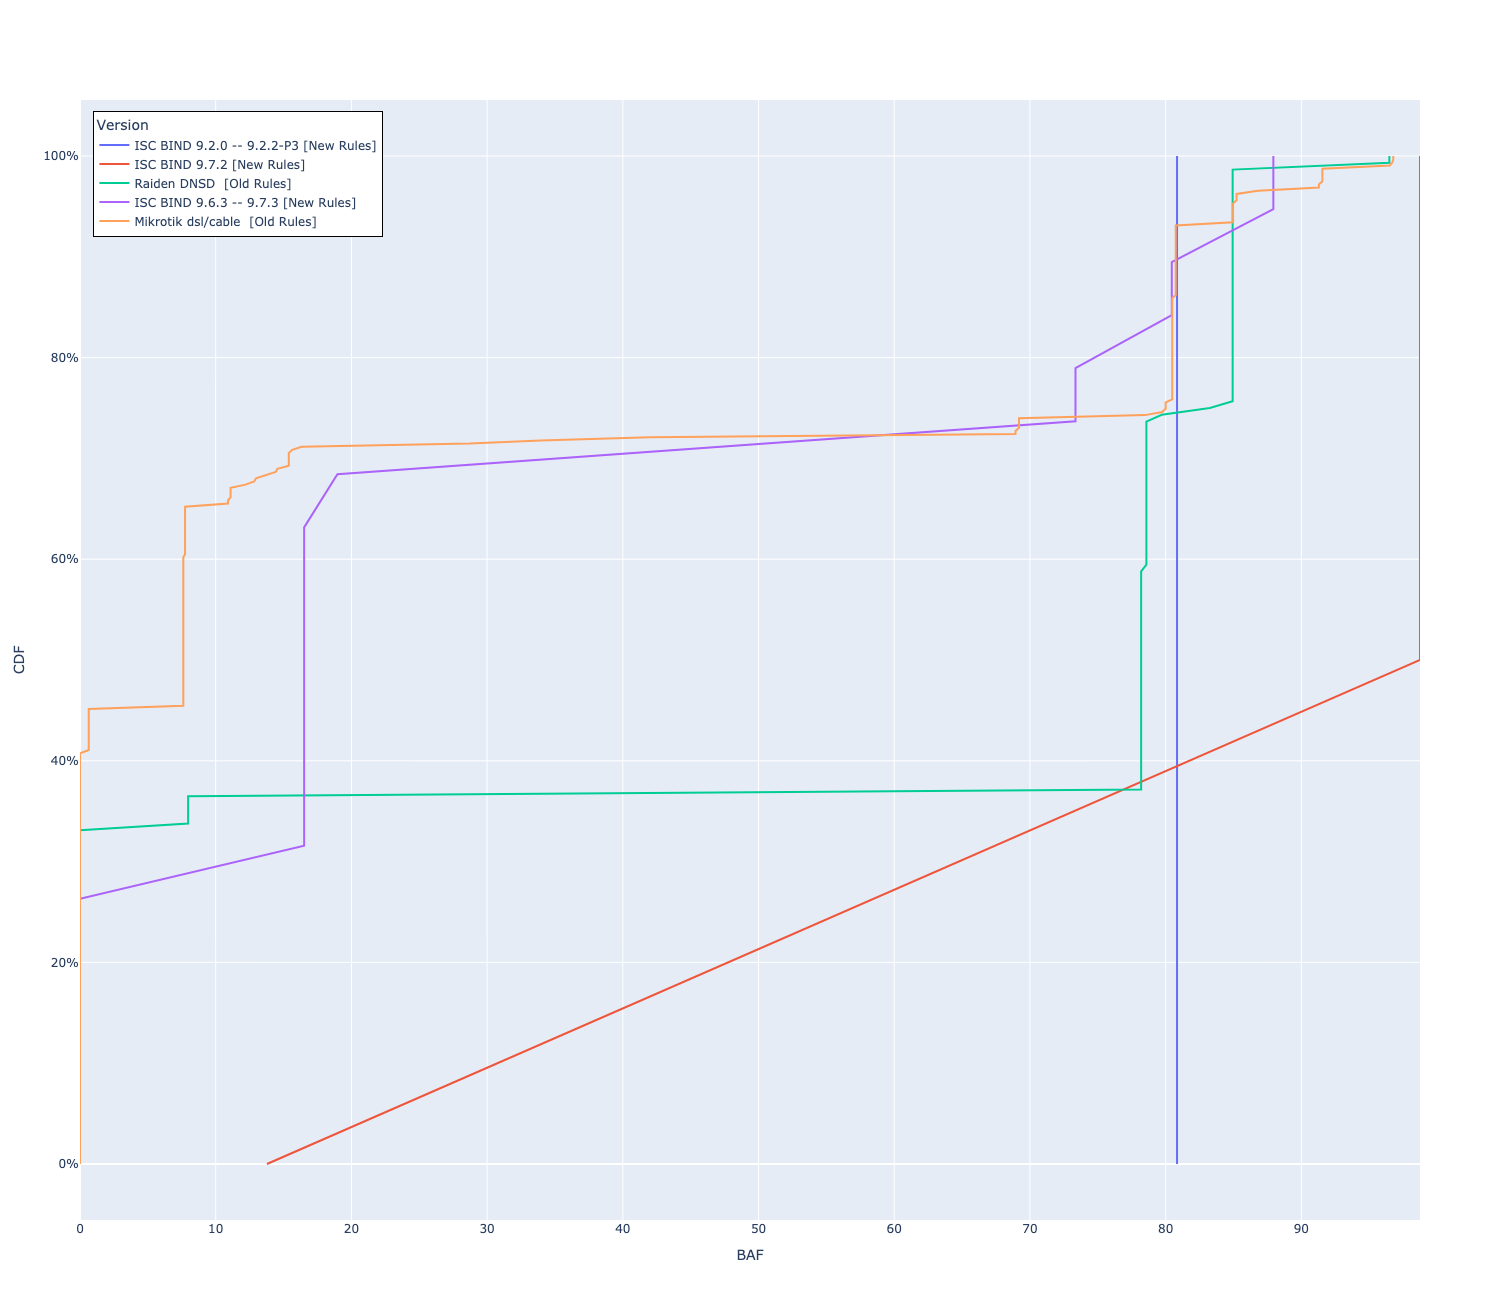 Version
ISC BIND 9.2.0 -- 9.2.2-P3 [New Rules]
ISC BIND 9.7.2 [New Rules]
Raiden DNSD  [Old Rules]
ISC BIND 9.6.3 -- 9.7.3 [New Rules]
Mikrotik dsl/cable  [Old Rules]
100%
80%
60%
40%
20%
0%
CDF
0 10 20 30 40 50 60 70 80 90
BAF